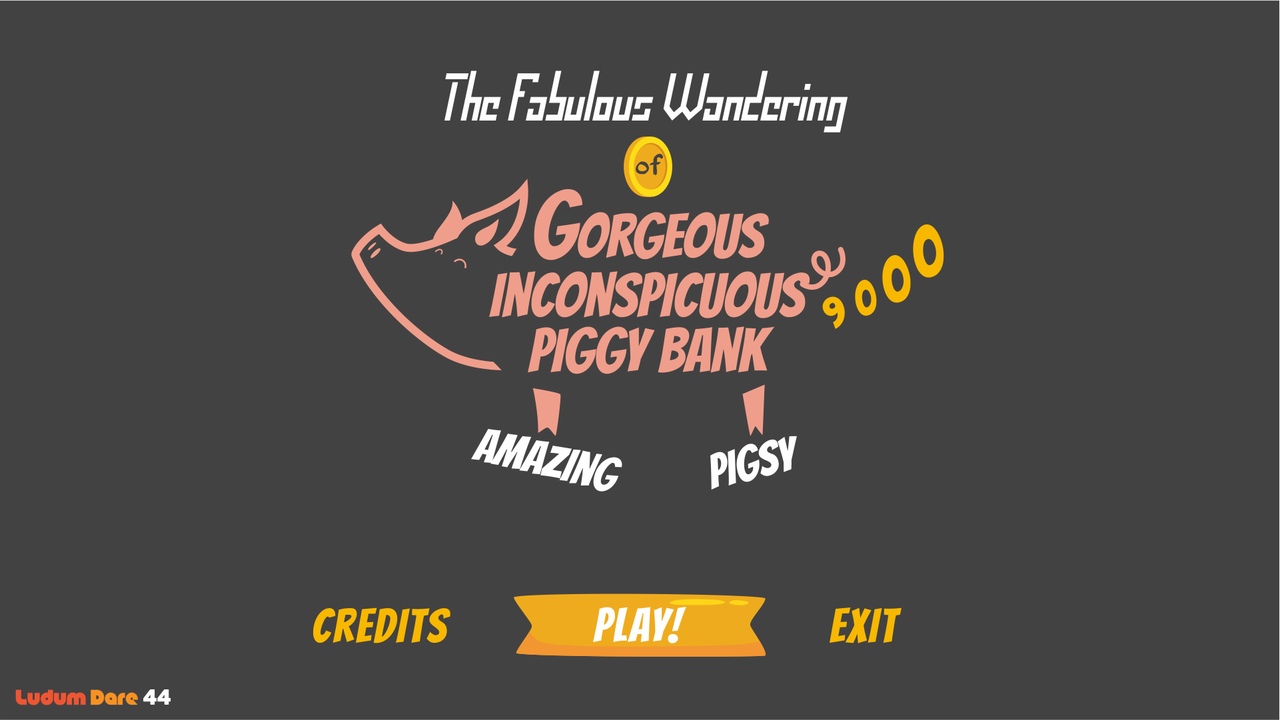 The Fabulous Wandering
of
GORGEOUS
INCONSPICUOUS
PIGGY BANK
9000
AMAZING PIGSY
CREDITS PLAY! EXIT
Ludum Dare 44